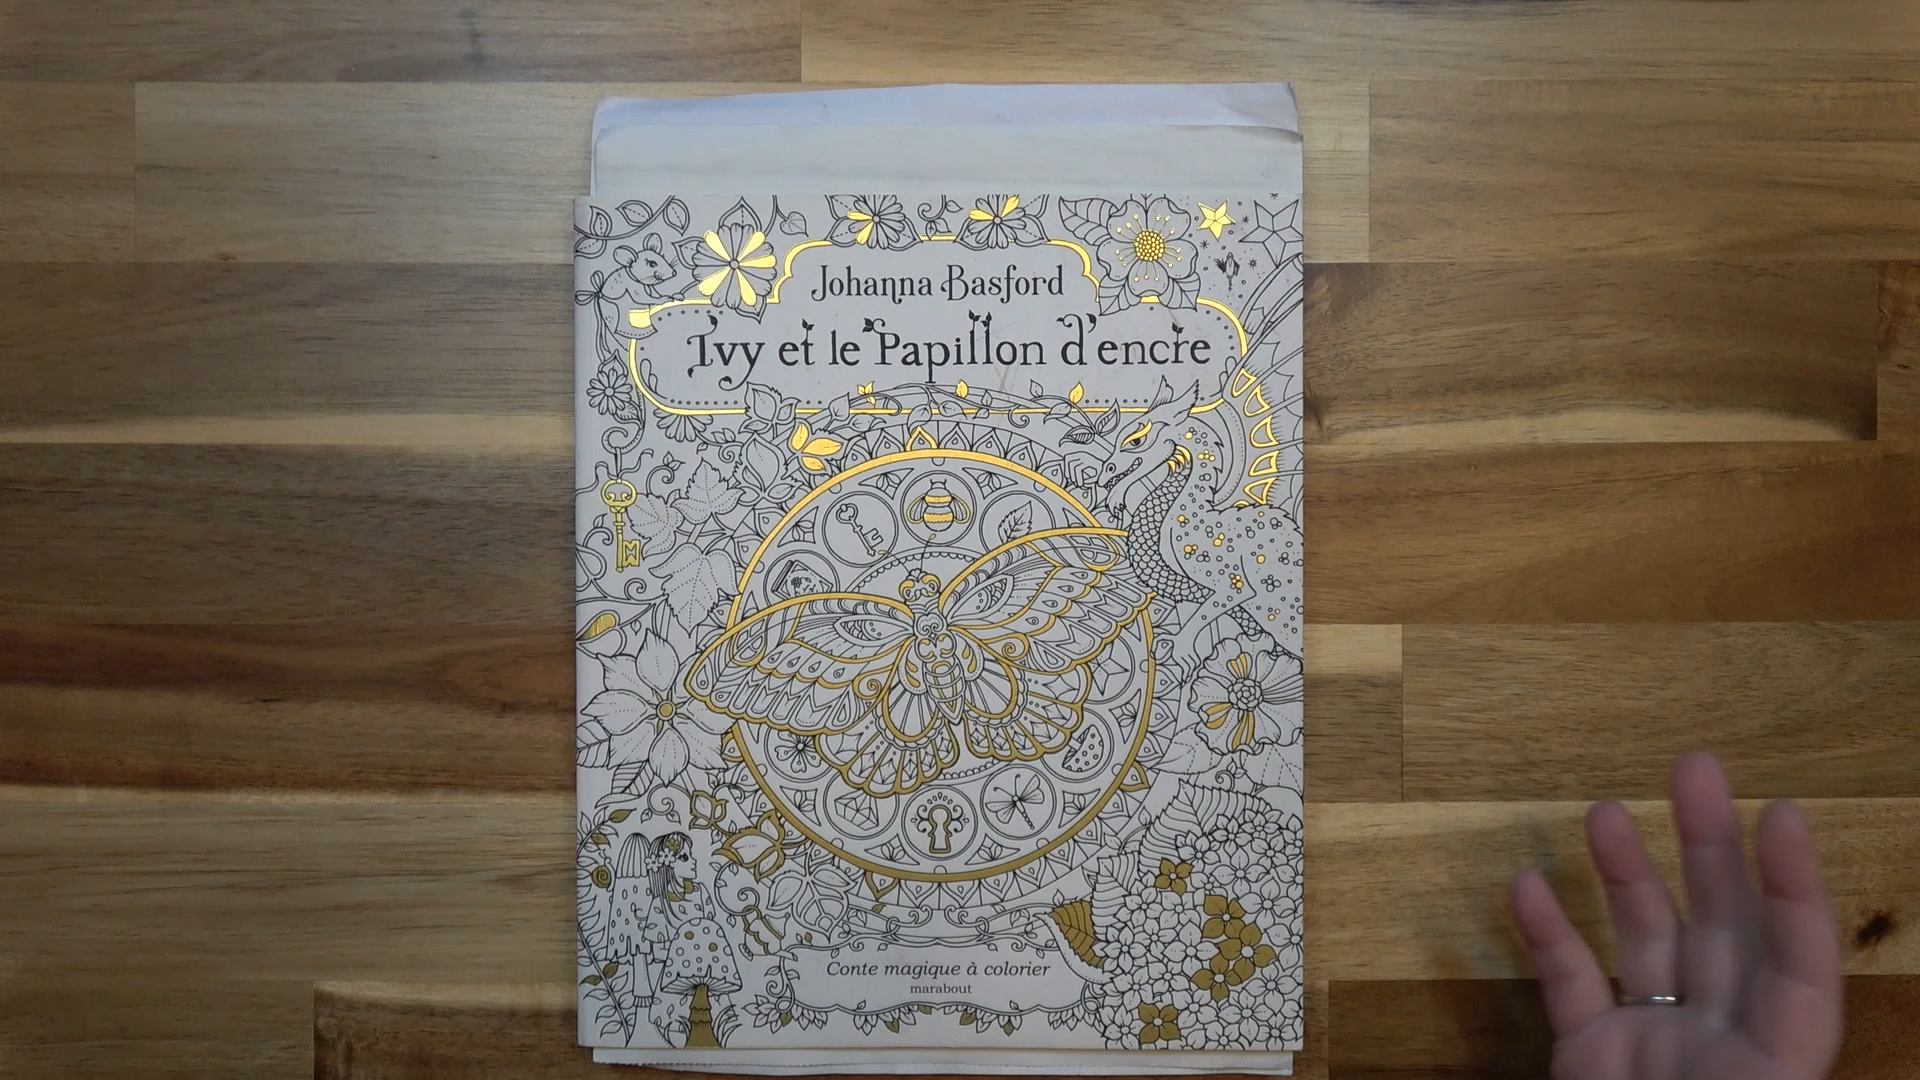 Johanna Basford
Ivy et le Papillon d'encre
Conte magique à colorier
marabout